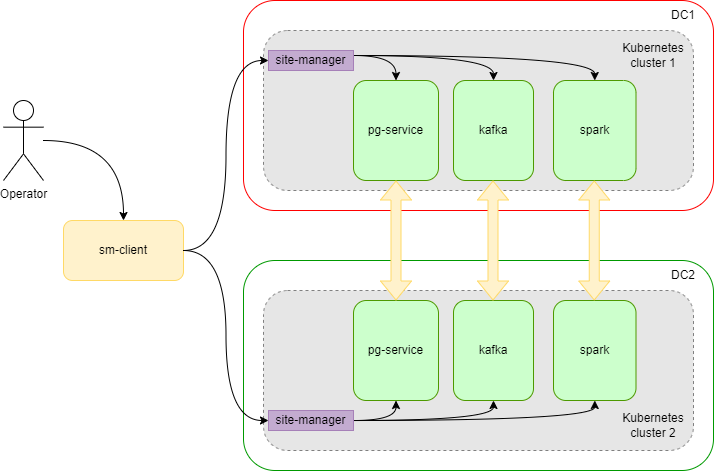 DC1
Kubernetes
cluster 1
site-manager
pg-service
kafka
spark
Operator
sm-client
DC2
pg-service
kafka
spark
site-manager
Kubernetes
cluster 2